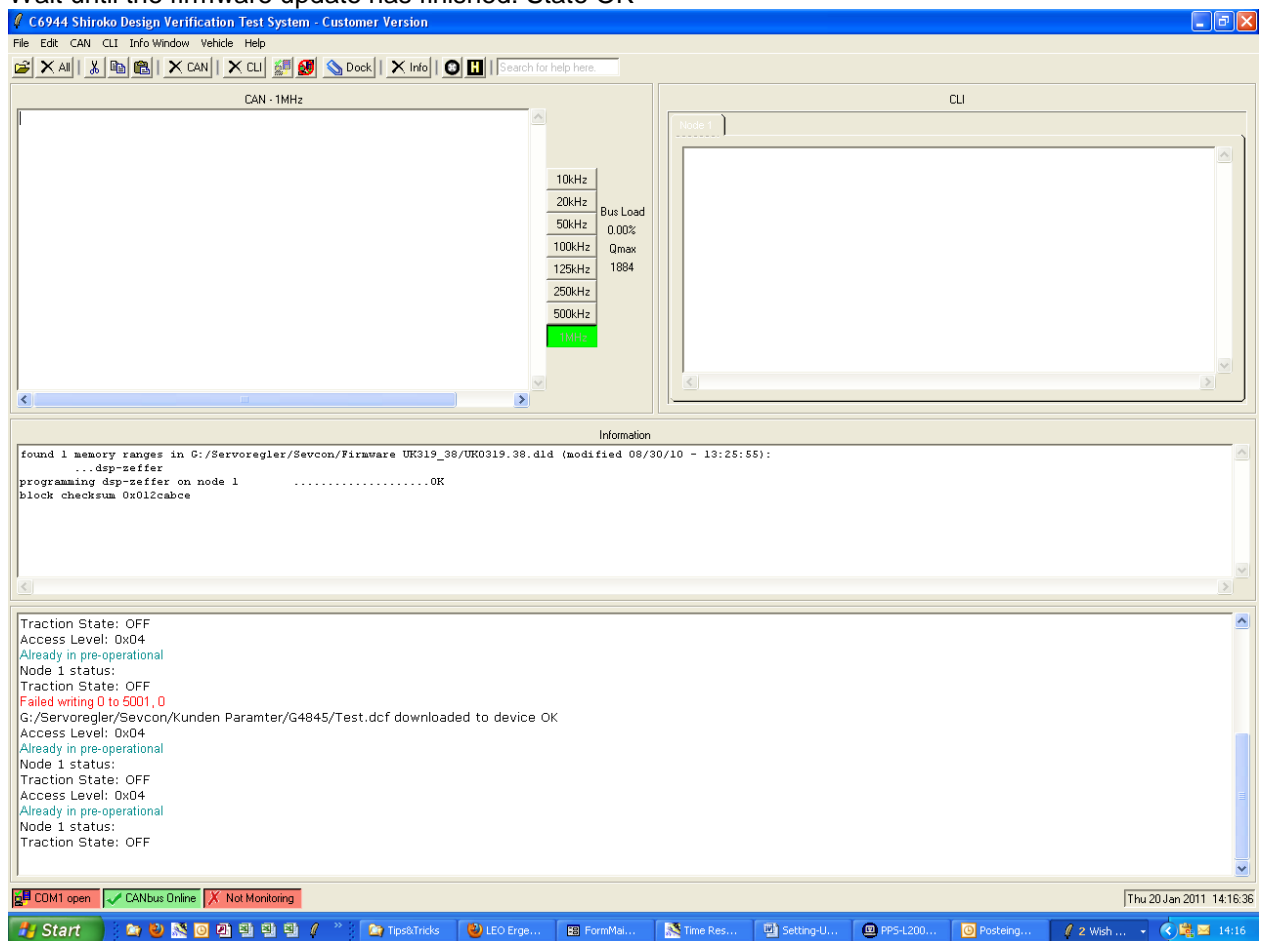 Wait until the firmware update has finished. State OK
C6944 Shiroko Design Verification Test System - Customer Version
File Edit CAN CLI Info Window Vehicle Help
All CAN CLI Dock Info Search for help here.
CAN - 1MHz
CLI
Node 1
10kHz
20kHz
50kHz
100kHz
125kHz
250kHz
500kHz
1MHz
Bus Load
0.00%
Qmax
1884
Information
found 1 memory ranges in G:/Servoregler/Sevcon/Firmware UK319_38/UK0319.38.dld (modified 08/30/10 - 13:25:55):
...dsp-zeffer
programming dsp-zeffer on node 1 ...................OK
block checksum 0x012cabce
Traction State: OFF
Access Level: 0x04
Already in pre-operational
Node 1 status:
Traction State: OFF
Failed writing 0 to 5001, 0
G:/Servoregler/Sevcon/Kunden Paramter/G4845/Test.dcf downloaded to device OK
Access Level: 0x04
Already in pre-operational
Node 1 status:
Traction State: OFF
Access Level: 0x04
Already in pre-operational
Node 1 status:
Traction State: OFF
COM1 open CANbus Online Not Monitoring Thu 20 Jan 2011 14:16:36
Start Tips&Tricks LEO Erge... FormMai... Time Res... Setting-U... PP5-L200... Posteing... 2 Wish ... 14:16